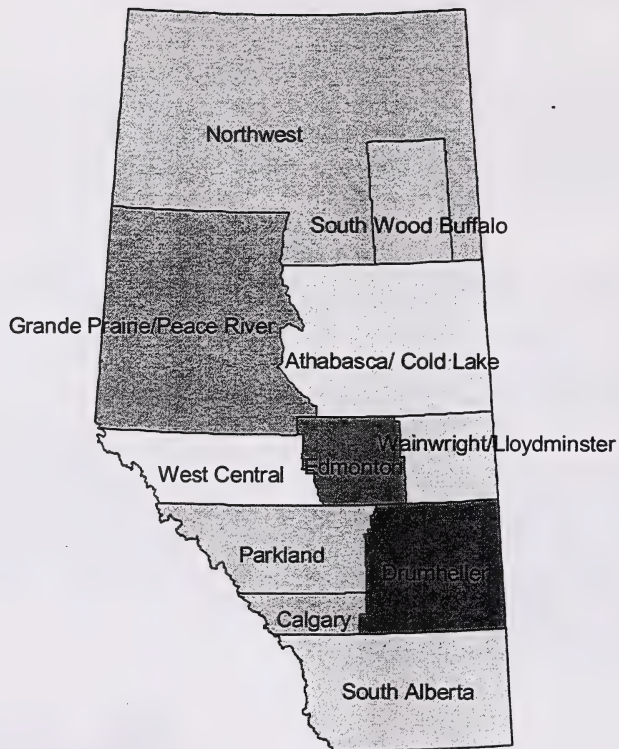 Northwest
South Wood Buffalo
Grande Prairie/Peace River
Athabasca/ Cold Lake
Wainwright/Lloydminster
Edmonton
West Central
Parkland
Drumheller
Calgary
South Alberta